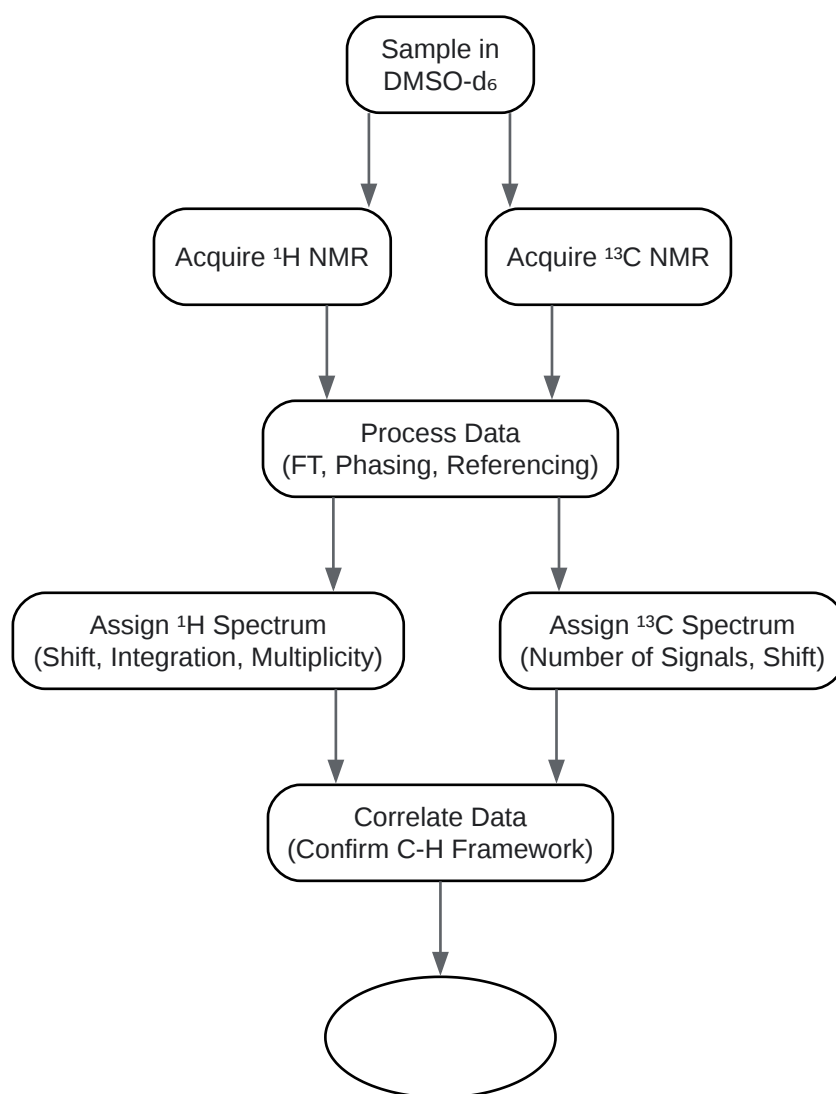 Sample in
DMSO-d₆
Acquire ¹H NMR
Acquire ¹³C NMR
Process Data
(FT, Phasing, Referencing)
Assign ¹H Spectrum
(Shift, Integration, Multiplicity)
Assign ¹³C Spectrum
(Number of Signals, Shift)
Correlate Data
(Confirm C-H Framework)